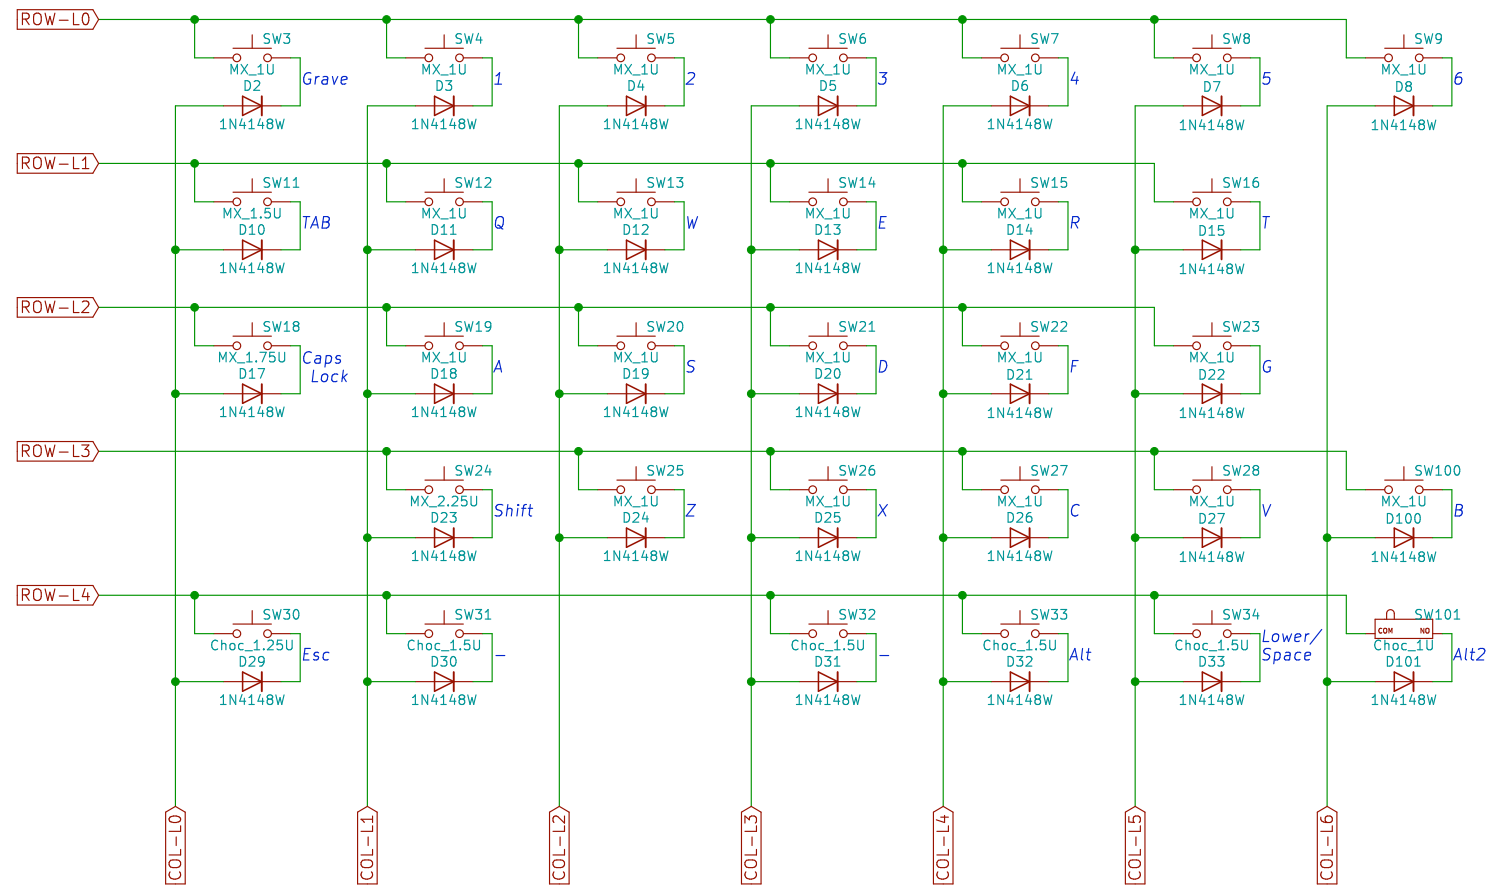 ROW-L0
SW3 SW4 SW5 SW6 SW7 SW8 SW9
MX_1U MX_1U MX_1U MX_1U MX_1U MX_1U MX_1U
Grave 1 2 3 4 5 6
D2 D3 D4 D5 D6 D7 D8
1N4148W 1N4148W 1N4148W 1N4148W 1N4148W 1N4148W 1N4148W
ROW-L1
SW11 SW12 SW13 SW14 SW15 SW16
MX_1.5U MX_1U MX_1U MX_1U MX_1U MX_1U
TAB Q W E R T
D10 D11 D12 D13 D14 D15
1N4148W 1N4148W 1N4148W 1N4148W 1N4148W 1N4148W
ROW-L2
SW18 SW19 SW20 SW21 SW22 SW23
MX_1.75U MX_1U MX_1U MX_1U MX_1U MX_1U
Caps
Lock A S D F G
D17 D18 D19 D20 D21 D22
1N4148W 1N4148W 1N4148W 1N4148W 1N4148W 1N4148W
ROW-L3
SW24 SW25 SW26 SW27 SW28 SW100
MX_2.25U MX_1U MX_1U MX_1U MX_1U MX_1U
Shift Z X C V B
D23 D24 D25 D26 D27 D100
1N4148W 1N4148W 1N4148W 1N4148W 1N4148W 1N4148W
ROW-L4
SW30 SW31 SW32 SW33 SW34 SW101
COM NO
Choc_1.25U Choc_1.5U Choc_1.5U Choc_1.5U Choc_1.5U Choc_1U
Lower/
Esc - - Alt Space Alt2
D29 D30 D31 D32 D33 D101
1N4148W 1N4148W 1N4148W 1N4148W 1N4148W 1N4148W
COL-L0 COL-L1 COL-L2 COL-L3 COL-L4 COL-L5 COL-L6